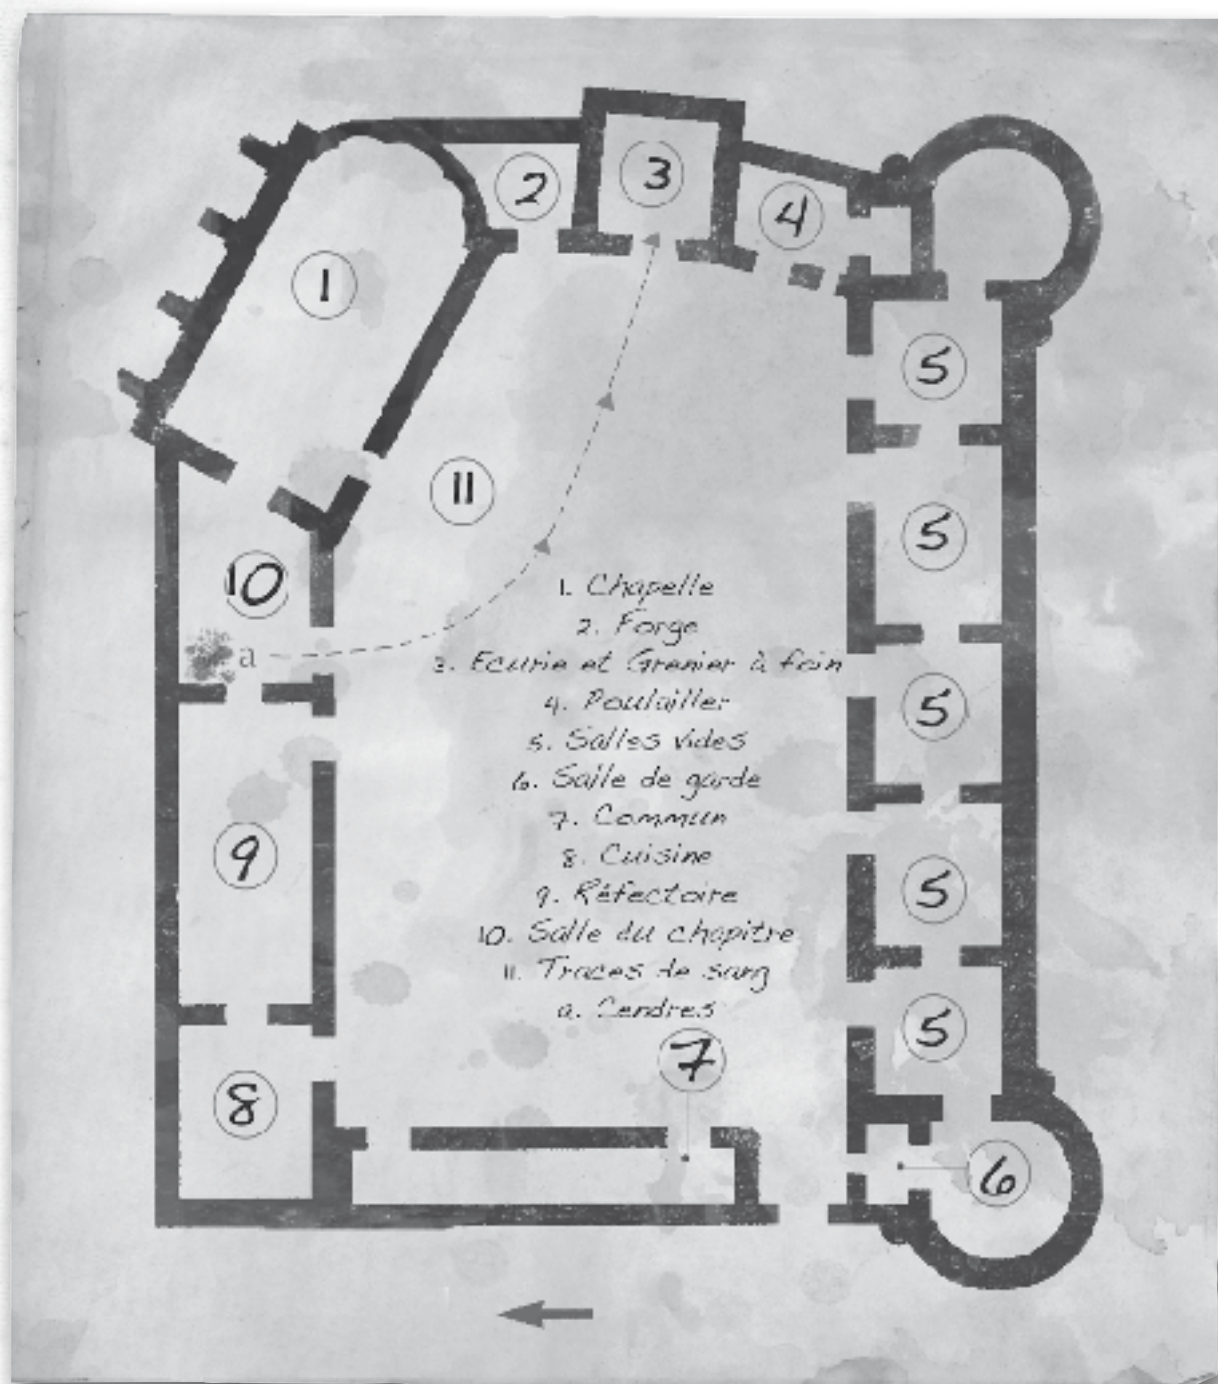 1
2
3
4
5
5
11
10
1. Chapelle
2. Forge
a
3. Ecurie et Grenier à foin
4. Poulailler
5
5. Salles vides
6. Salle de garde
7. Commun
9
8. Cuisine
5
9. Réfectoire
10. Salle du chapitre
11. Traces de sang
a. Cendres
5
7
8
6